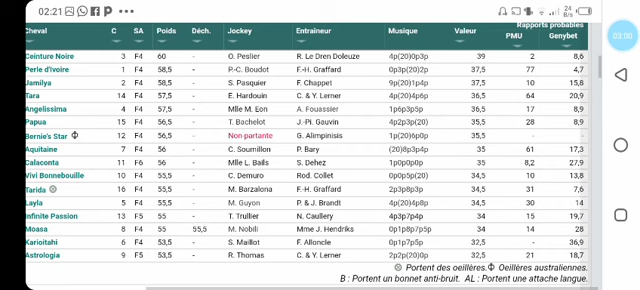 02:21 24 B/s
Rapports probables
Cheval C SA Poids Déch. Jockey Entraîneur Musique Valeur PMU Genybet
Ceinture Noire 3 F4 60 - O. Peslier R. Le Dren Doleuze 4p(20)0p3p 39 2 8,6
Perle d'Ivoire 1 F4 58,5 - P.-C. Boudot F.-H. Graffard 0p3p(20)2p 37,5 77 4,7
Jamilya 2 F4 58,5 - S. Pasquier F. Chappet 9p(20)1p4p 37,5 10 15,8
Tara 14 F4 57,5 - E. Hardouin C. & Y. Lerner 4p(20)4p6p 36,5 64 20,9
Angelissima 4 F4 57,5 - Mlle M. Eon A. Fouassier 1p6p3p5p 36,5 17 8,9
Papua 15 F4 56,5 - T. Bachelot J.-Pi. Gauvin 4p2p3p(20) 35,5 28 8,9
Bernie's Star 12 F4 56,5 - Non-partante G. Alimpinisis 1p(20)6p0p 35,5 - -
Aquitaine 7 F4 56 - C. Soumillon P. Bary (20)8p3p4p 35 61 17,3
Calaconta 11 F6 56 - Mlle L. Bails S. Dehez 1p0p0p0p 35 8,2 27,9
Vivi Bonnebouille 10 F4 55,5 - C. Demuro Rod. Collet 0p0p5p(20) 34,5 10 13,8
Tarida 16 F4 55,5 - M. Barzalona F.-H. Graffard 2p3p8p3p 34,5 31 7,6
Layla 5 F4 55,5 - M. Guyon P. & J. Brandt 4p(20)4p8p 34,5 30 14
Infinite Passion 13 F5 55 - T. Trullier N. Caullery 4p3p7p4p 34 15 19,7
Moasa 8 F4 55 55,5 M. Nobili Mme J. Hendriks 0p1p8p7p5p 34 14 28
Karioitahi 6 F4 53,5 - S. Maillot F. Alloncle 0p1p7p5p 32,5 - 36,9
Astrologia 9 F5 53,5 - R. Thomas C. & Y. Lerner 2p2p(20)0p 32,5 21 18,7
Portent des oeillères. Oeillères australiennes.
B : Portent un bonnet anti-bruit. AL : Portent une attache langue.
03:00